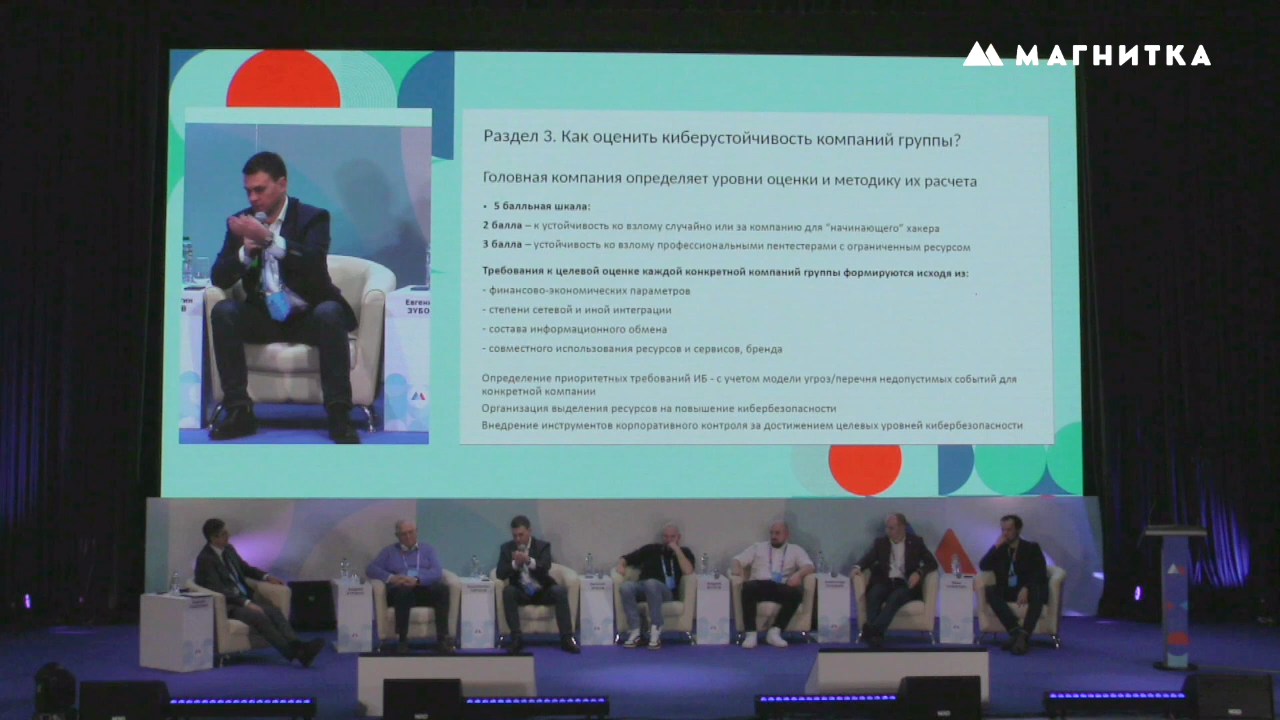 МАГНИТКА
Раздел 3. Как оценить киберустойчивость компаний группы?
Головная компания определяет уровни оценки и методику их расчета
• 5 балльная шкала:
2 балла – к устойчивость ко взлому случайно или за компанию для "начинающего" хакера
3 балла – устойчивость ко взлому профессиональными пентестерами с ограниченным ресурсом
Требования к целевой оценке каждой конкретной компаний группы формируются исходя из:
- финансово-экономических параметров
- степени сетевой и иной интеграции
- состава информационного обмена
- совместного использования ресурсов и сервисов, бренда
Определение приоритетных требований ИБ - с учетом модели угроз/перечня недопустимых событий для
конкретной компании
Организация выделения ресурсов на повышение кибербезопасности
Внедрение инструментов корпоративного контроля за достижением целевых уровней кибербезопасности